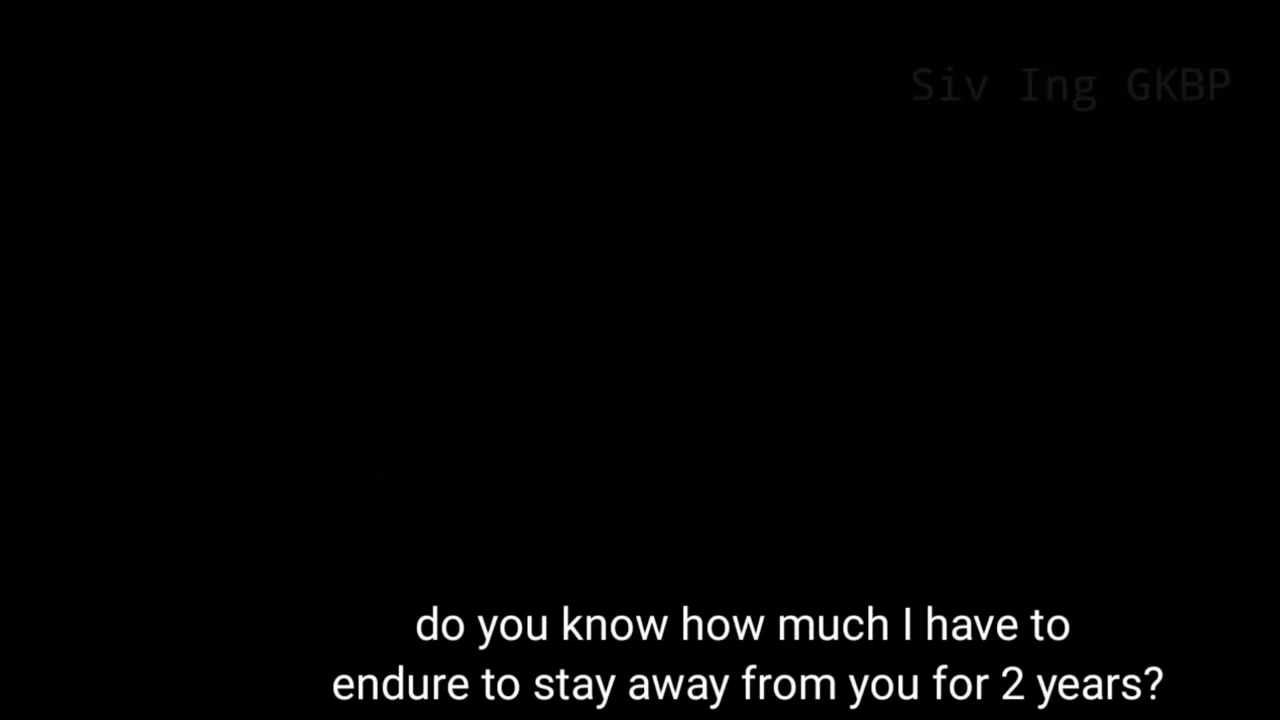 Siv Ing GKBP
do you know how much I have to
endure to stay away from you for 2 years?